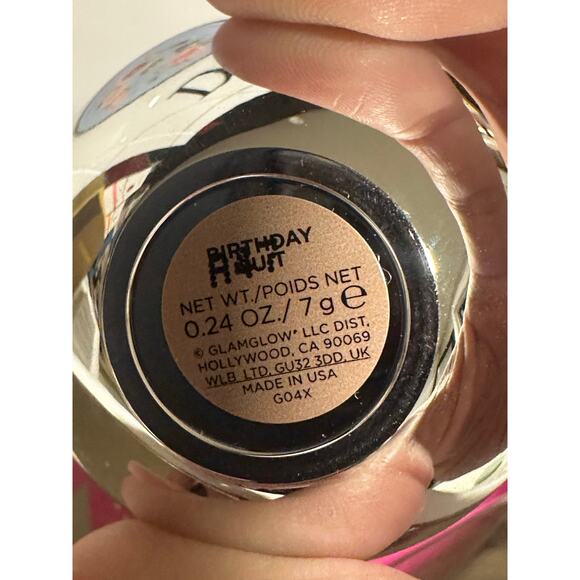 BIRTHDAY
NET WT./POIDS NET
0.24 OZ./ 7 g ℮
© GLAMGLOW® LLC DIST.
HOLLYWOOD, CA 90069
WLB LTD, GU32 3DD, UK
MADE IN USA
G04X